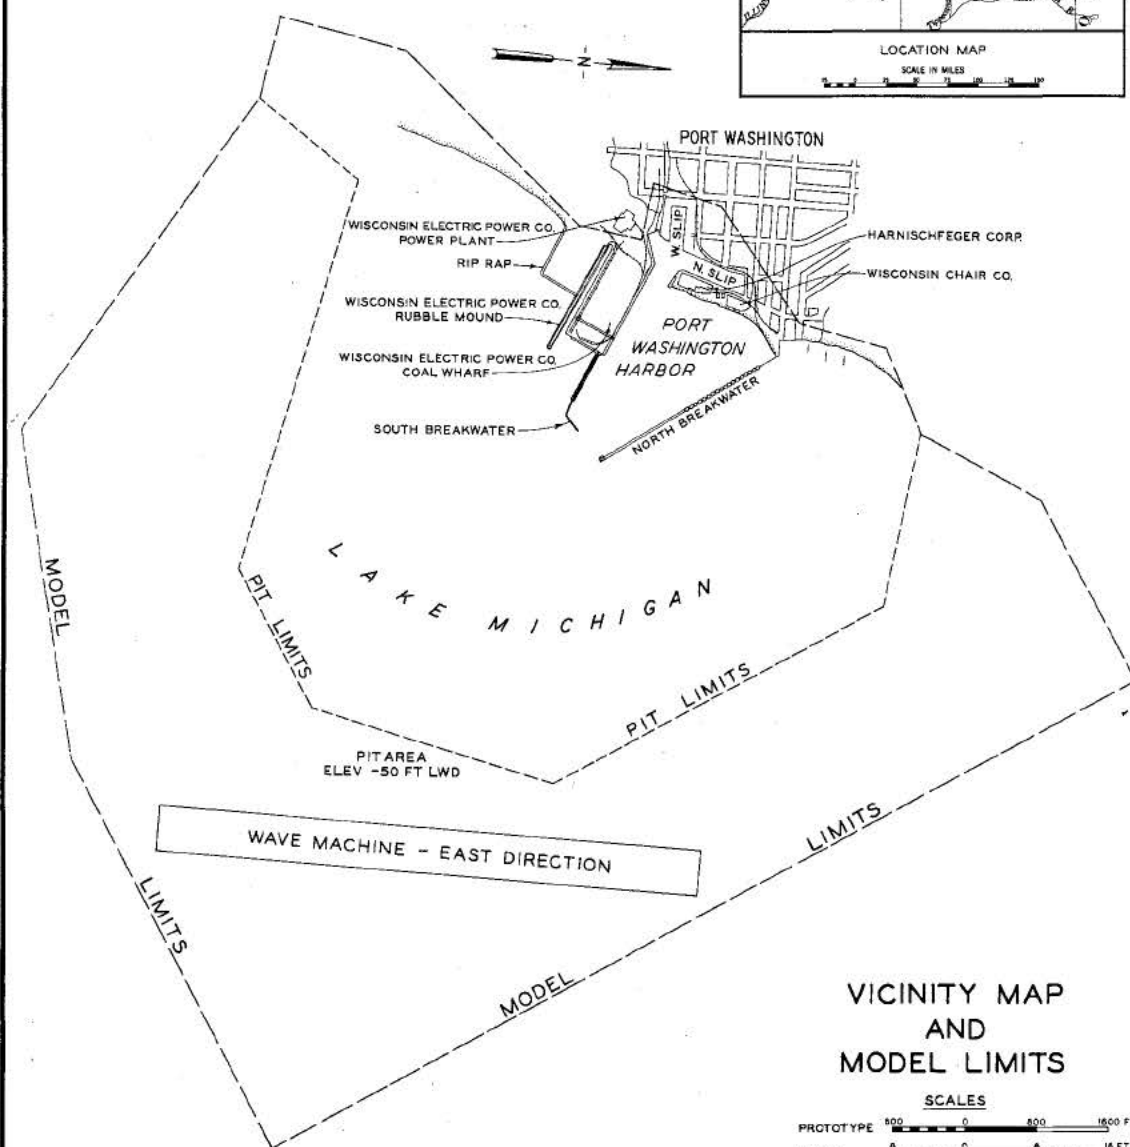 LOCATION MAP
SCALE IN MILES
N
PORT WASHINGTON
WISCONSIN ELECTRIC POWER CO.
POWER PLANT
RIP RAP
WISCONSIN ELECTRIC POWER CO.
RUBBLE MOUND
WISCONSIN ELECTRIC POWER CO.
COAL WHARF
SOUTH BREAKWATER
W. SLIP
N. SLIP
HARNISCHFEGER CORP.
WISCONSIN CHAIR CO.
PORT
WASHINGTON
HARBOR
NORTH BREAKWATER
LAKE MICHIGAN
MODEL
LIMITS
PIT LIMITS
PIT LIMITS
PIT AREA
ELEV -50 FT LWD
WAVE MACHINE - EAST DIRECTION
MODEL
LIMITS
VICINITY MAP
AND
MODEL LIMITS
SCALES
PROTOTYPE 800 0 800 1600 F